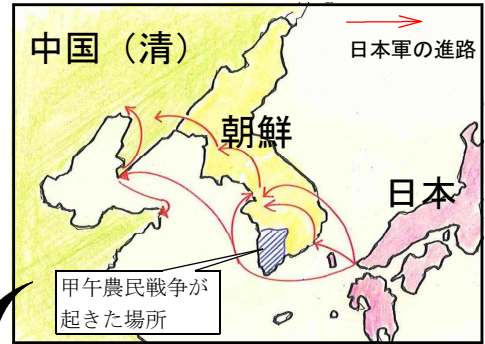 中国（清）
日本軍の進路
朝鮮
日本
甲午農民戦争が
起きた場所